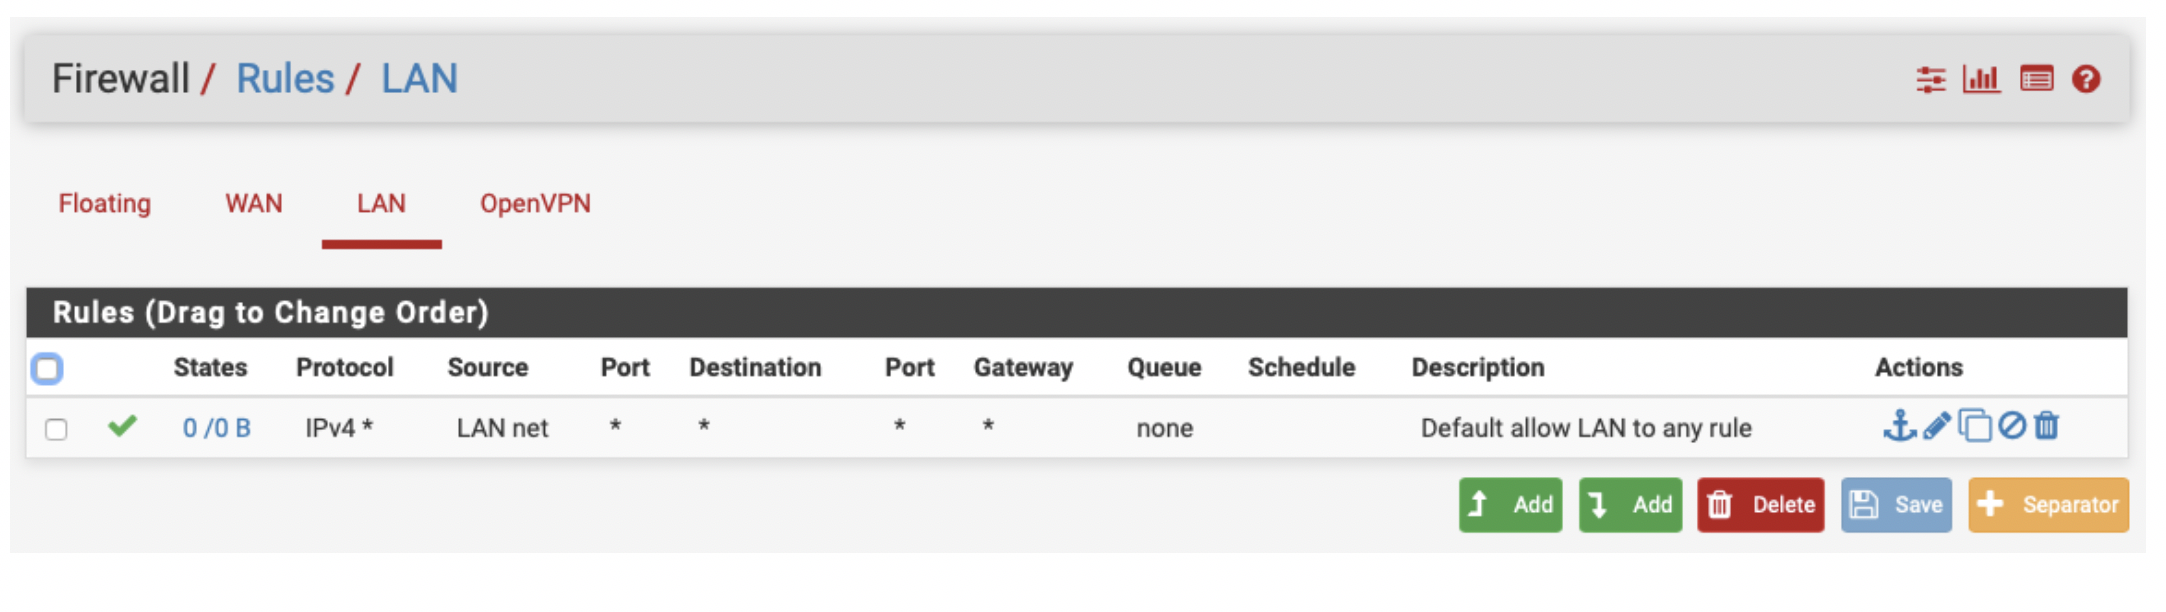 Firewall / Rules / LAN
Floating WAN LAN OpenVPN
Rules (Drag to Change Order)
States Protocol Source Port Destination Port Gateway Queue Schedule Description Actions
0 /0 B IPv4 * LAN net * * * * none Default allow LAN to any rule
Add Add Delete Save Separator